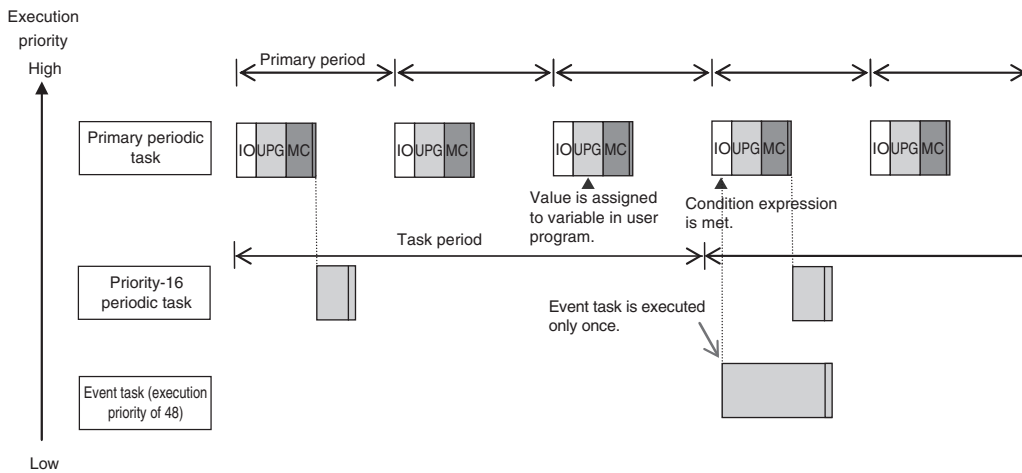 Execution
priority
High
Primary period
Primary periodic
task
IO UPG MC
IO UPG MC
IO UPG MC
IO UPG MC
IO UPG MC
Value is assigned
to variable in user
program.
Condition expression
is met.
Task period
Priority-16
periodic task
Event task is executed
only once.
Event task (execution
priority of 48)
Low